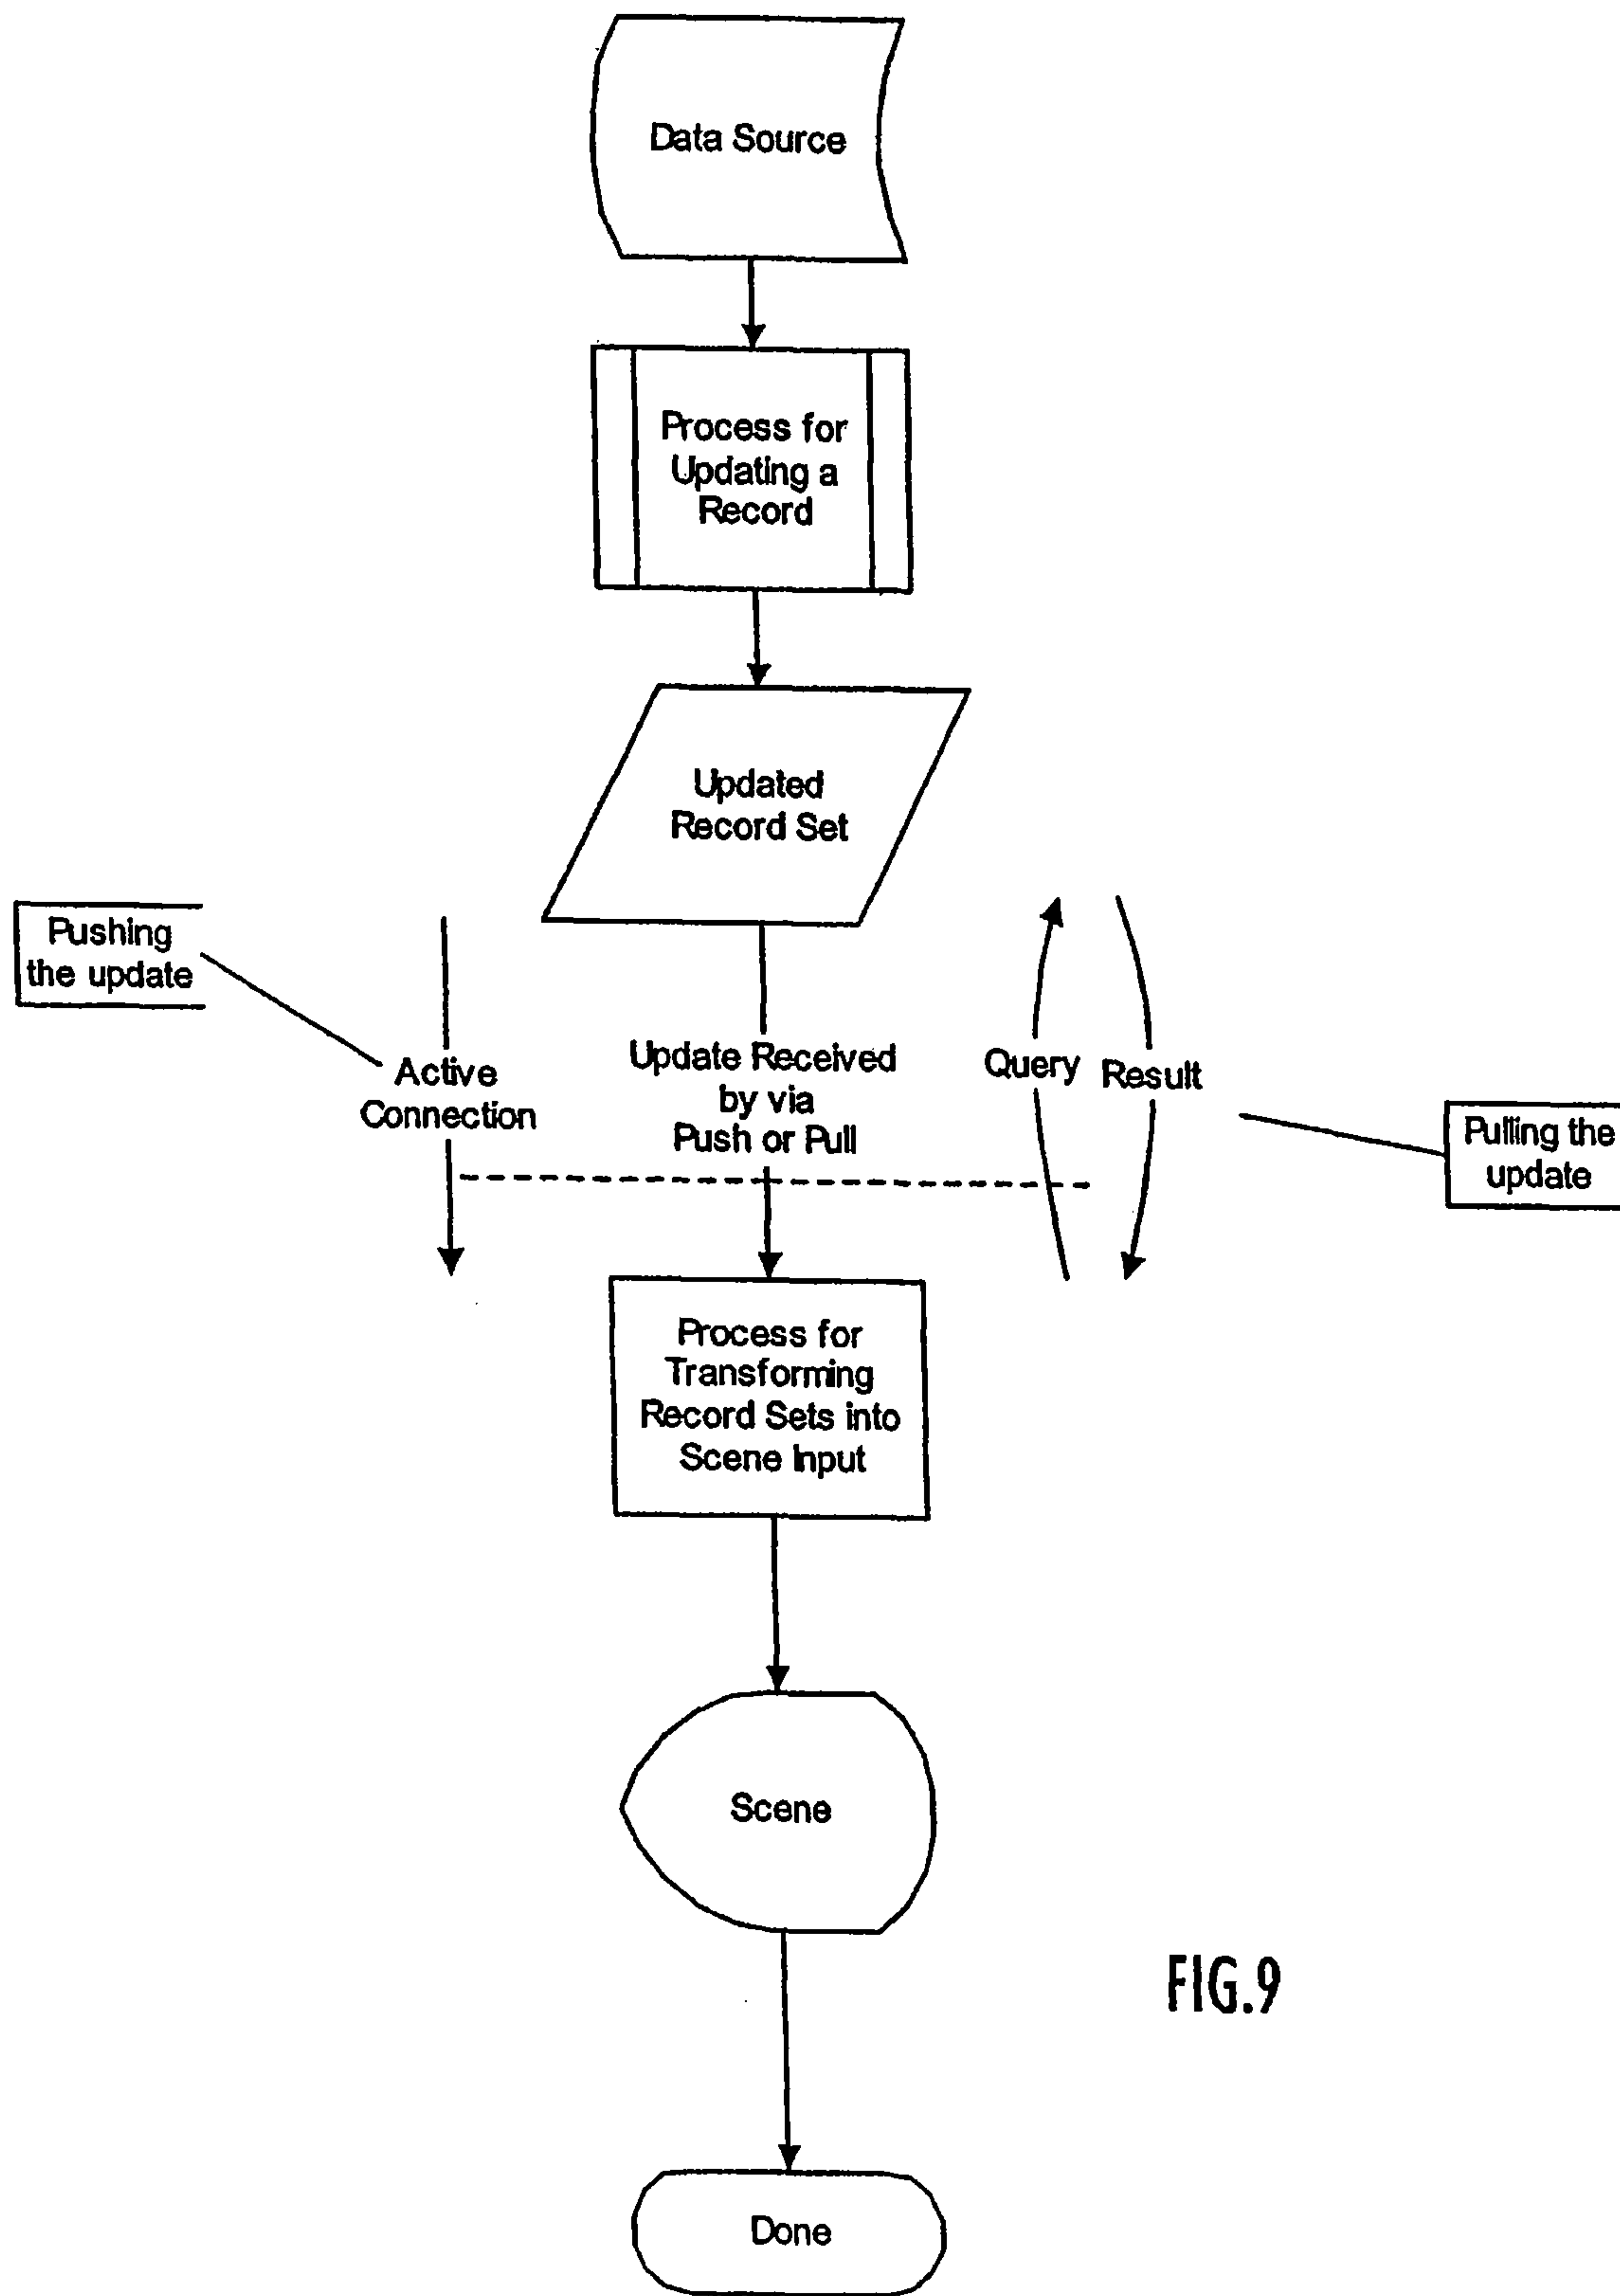 Data Source
Process for
Updating a
Record
Updated
Record Set
Pushing
the update
Active
Connection
Update Received
by via
Push or Pull
Query
Result
Pulling the
update
Process for
Transforming
Record Sets into
Scene Input
Scene
FIG.9
Done